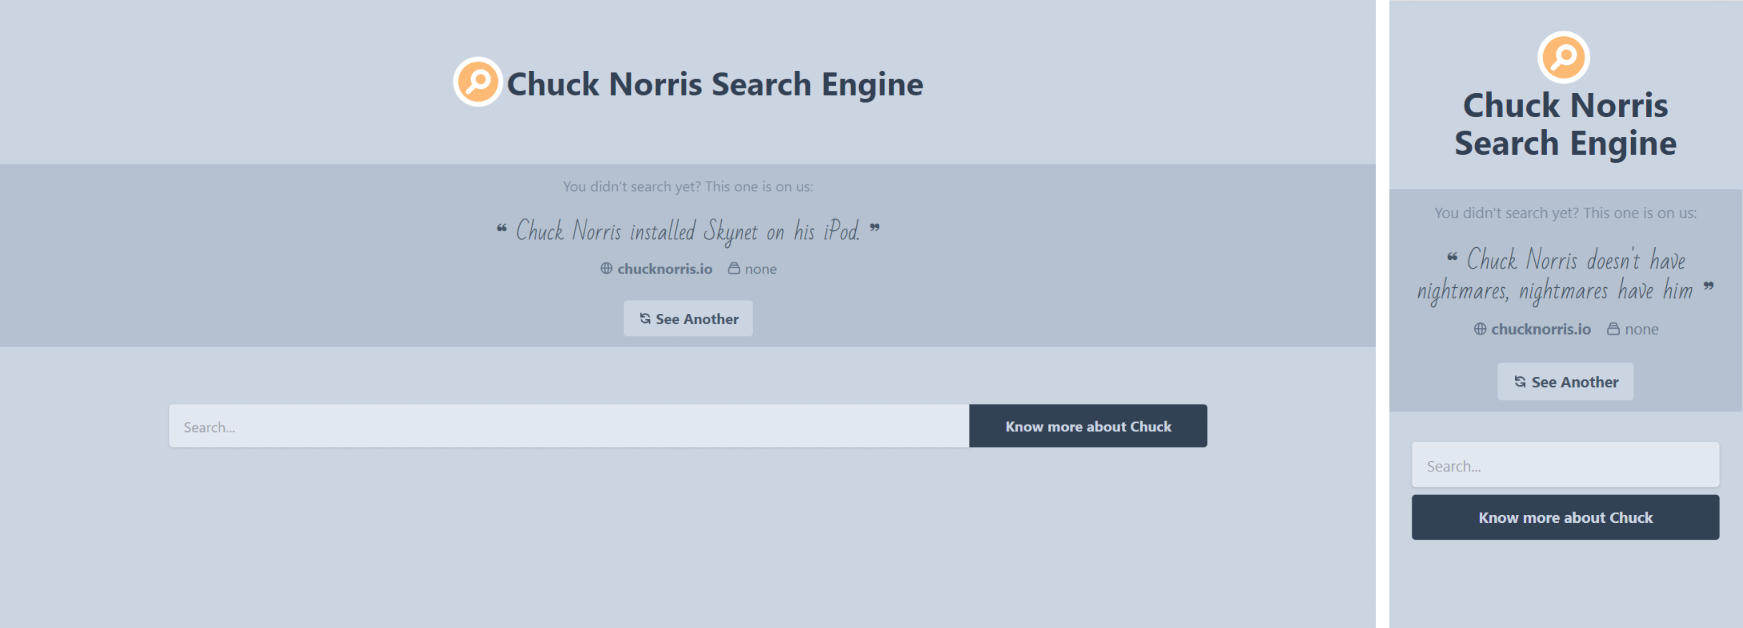 Chuck Norris Search Engine
You didn't search yet? This one is on us:
❝ Chuck Norris installed Skynet on his iPod. ❞
chucknorris.io none
See Another
Search...
Know more about Chuck
Chuck Norris
Search Engine
You didn't search yet? This one is on us:
❝ Chuck Norris doesn't have
nightmares, nightmares have him ❞
chucknorris.io none
See Another
Search...
Know more about Chuck